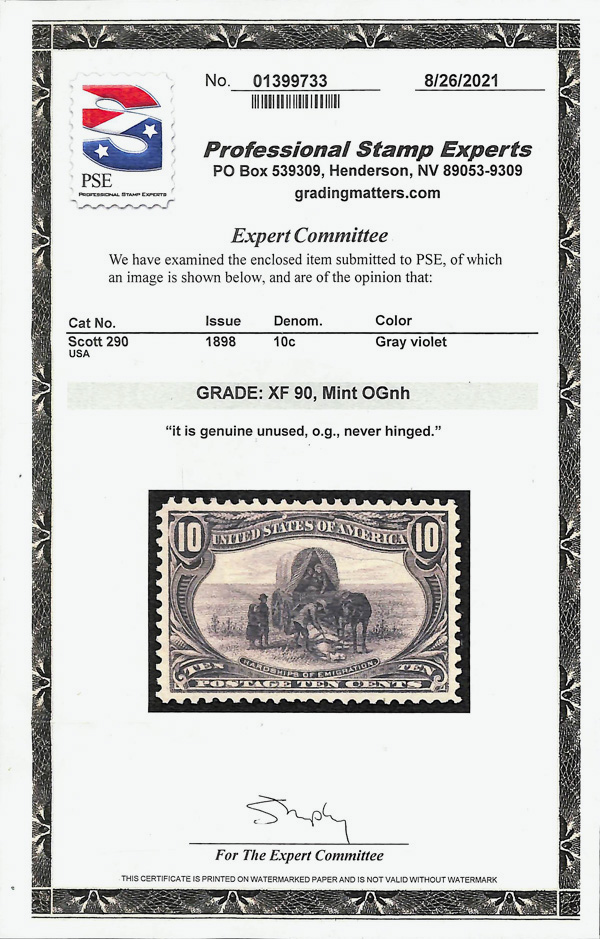 No. 01399733
8/26/2021
PSE
PROFESSIONAL STAMP EXPERTS
Professional Stamp Experts
PO Box 539309, Henderson, NV 89053-9309
gradingmatters.com
Expert Committee
We have examined the enclosed item submitted to PSE, of which
an image is shown below, and are of the opinion that:
Cat No. Issue Denom. Color
Scott 290 1898 10c Gray violet
USA
GRADE: XF 90, Mint OGnh
“it is genuine unused, o.g., never hinged.”
10 UNITED STATES OF AMERICA 10
HARDSHIPS OF EMIGRATION
TEN TEN
POSTAGE TEN CENTS
For The Expert Committee
THIS CERTIFICATE IS PRINTED ON WATERMARKED PAPER AND IS NOT VALID WITHOUT WATERMARK